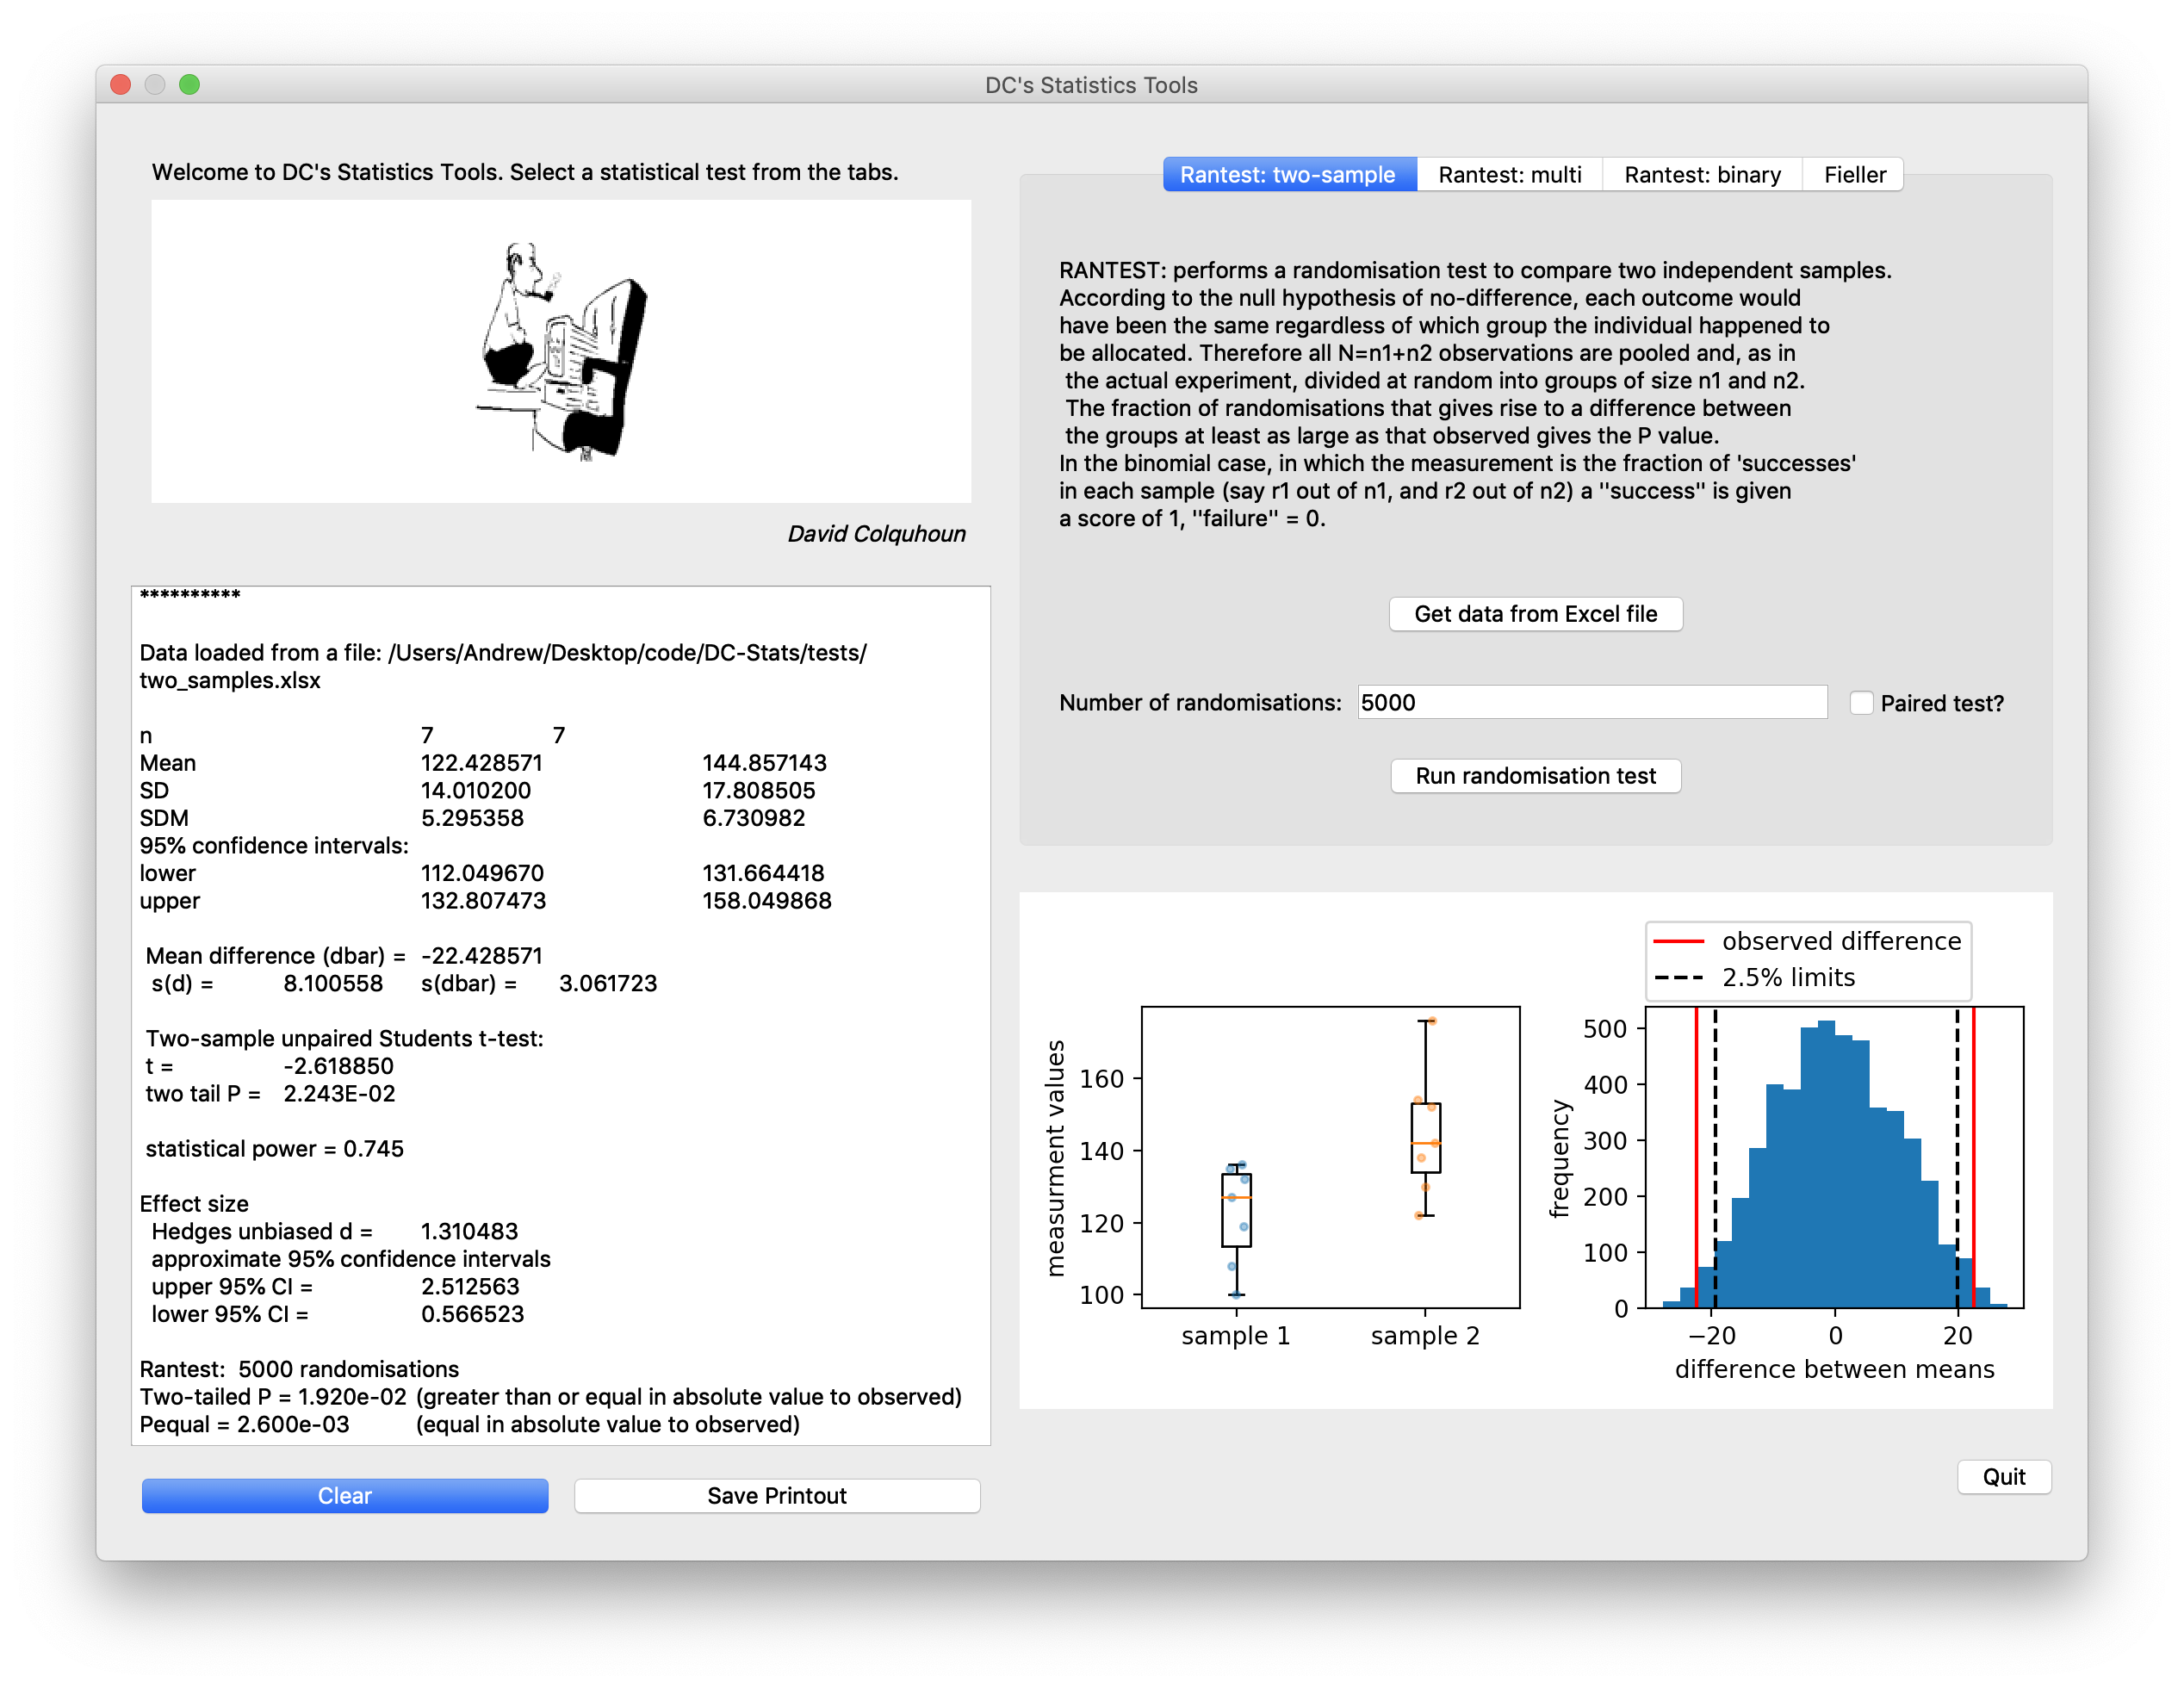 DC's Statistics Tools
Welcome to DC's Statistics Tools. Select a statistical test from the tabs.
David Colquhoun
**********
Data loaded from a file: /Users/Andrew/Desktop/code/DC-Stats/tests/
two_samples.xlsx
n 7 7
Mean 122.428571 144.857143
SD 14.010200 17.808505
SDM 5.295358 6.730982
95% confidence intervals:
lower 112.049670 131.664418
upper 132.807473 158.049868
Mean difference (dbar) = -22.428571
s(d) = 8.100558 s(dbar) = 3.061723
Two-sample unpaired Students t-test:
t = -2.618850
two tail P = 2.243E-02
statistical power = 0.745
Effect size
Hedges unbiased d = 1.310483
approximate 95% confidence intervals
upper 95% CI = 2.512563
lower 95% CI = 0.566523
Rantest: 5000 randomisations
Two-tailed P = 1.920e-02 (greater than or equal in absolute value to observed)
Pequal = 2.600e-03 (equal in absolute value to observed)
Clear
Save Printout
Rantest: two-sample
Rantest: multi
Rantest: binary
Fieller
RANTEST: performs a randomisation test to compare two independent samples.
According to the null hypothesis of no-difference, each outcome would
have been the same regardless of which group the individual happened to
be allocated. Therefore all N=n1+n2 observations are pooled and, as in
the actual experiment, divided at random into groups of size n1 and n2.
The fraction of randomisations that gives rise to a difference between
the groups at least as large as that observed gives the P value.
In the binomial case, in which the measurement is the fraction of 'successes'
in each sample (say r1 out of n1, and r2 out of n2) a ''success'' is given
a score of 1, ''failure'' = 0.
Get data from Excel file
Number of randomisations: 5000
Paired test?
Run randomisation test
measurment values
160
140
120
100
sample 1
sample 2
observed difference
2.5% limits
frequency
500
400
300
200
100
0
−20
0
20
difference between means
Quit